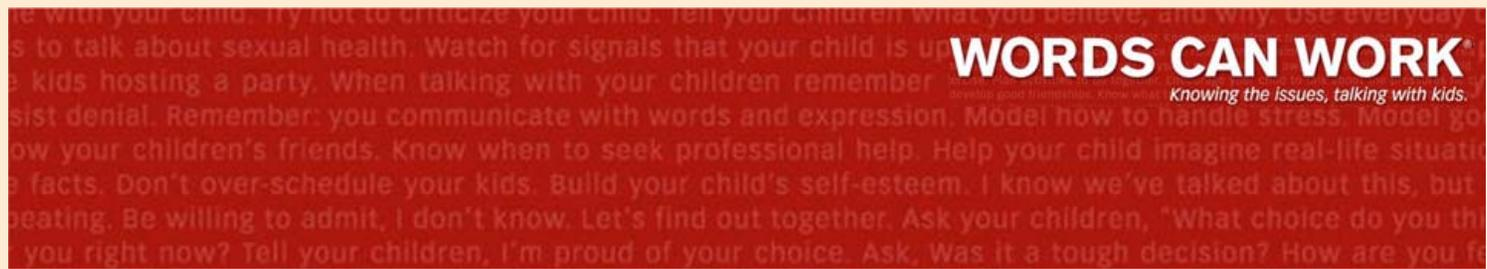 e with your child. Try not to criticize your child. Tell your children what you believe, and why. Use everyday
s to talk about sexual health. Watch for signals that your child is up
WORDS CAN WORK®
kids hosting a party. When talking with your children remember
develop good friendships. Know what
Knowing the issues, talking with kids.
sist denial. Remember: you communicate with words and expression. Model how to handle stress. Model go
ow your children's friends. Know when to seek professional help. Help your child imagine real-life situatio
facts. Don't over-schedule your kids. Build your child's self-esteem. I know we've talked about this, but
eating. Be willing to admit, I don't know. Let's find out together. Ask your children, "What choice do you thi
you right now? Tell your children, I'm proud of your choice. Ask, Was it a tough decision? How are you fe